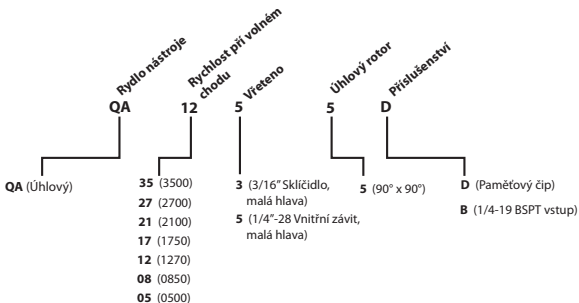 Rydlo nástroje
Rychlost při volném
chodu
Vřeteno
Úhlový rotor
Příslušenství
QA 12 5 5 D
QA (Úhlový)
35 (3500)
27 (2700)
21 (2100)
17 (1750)
12 (1270)
08 (0850)
05 (0500)
3 (3/16” Sklíčidlo,
malá hlava)
5 (1/4”-28 Vnitřní závit,
malá hlava)
5 (90° x 90°)
D (Paměťový čip)
B (1/4-19 BSPT vstup)